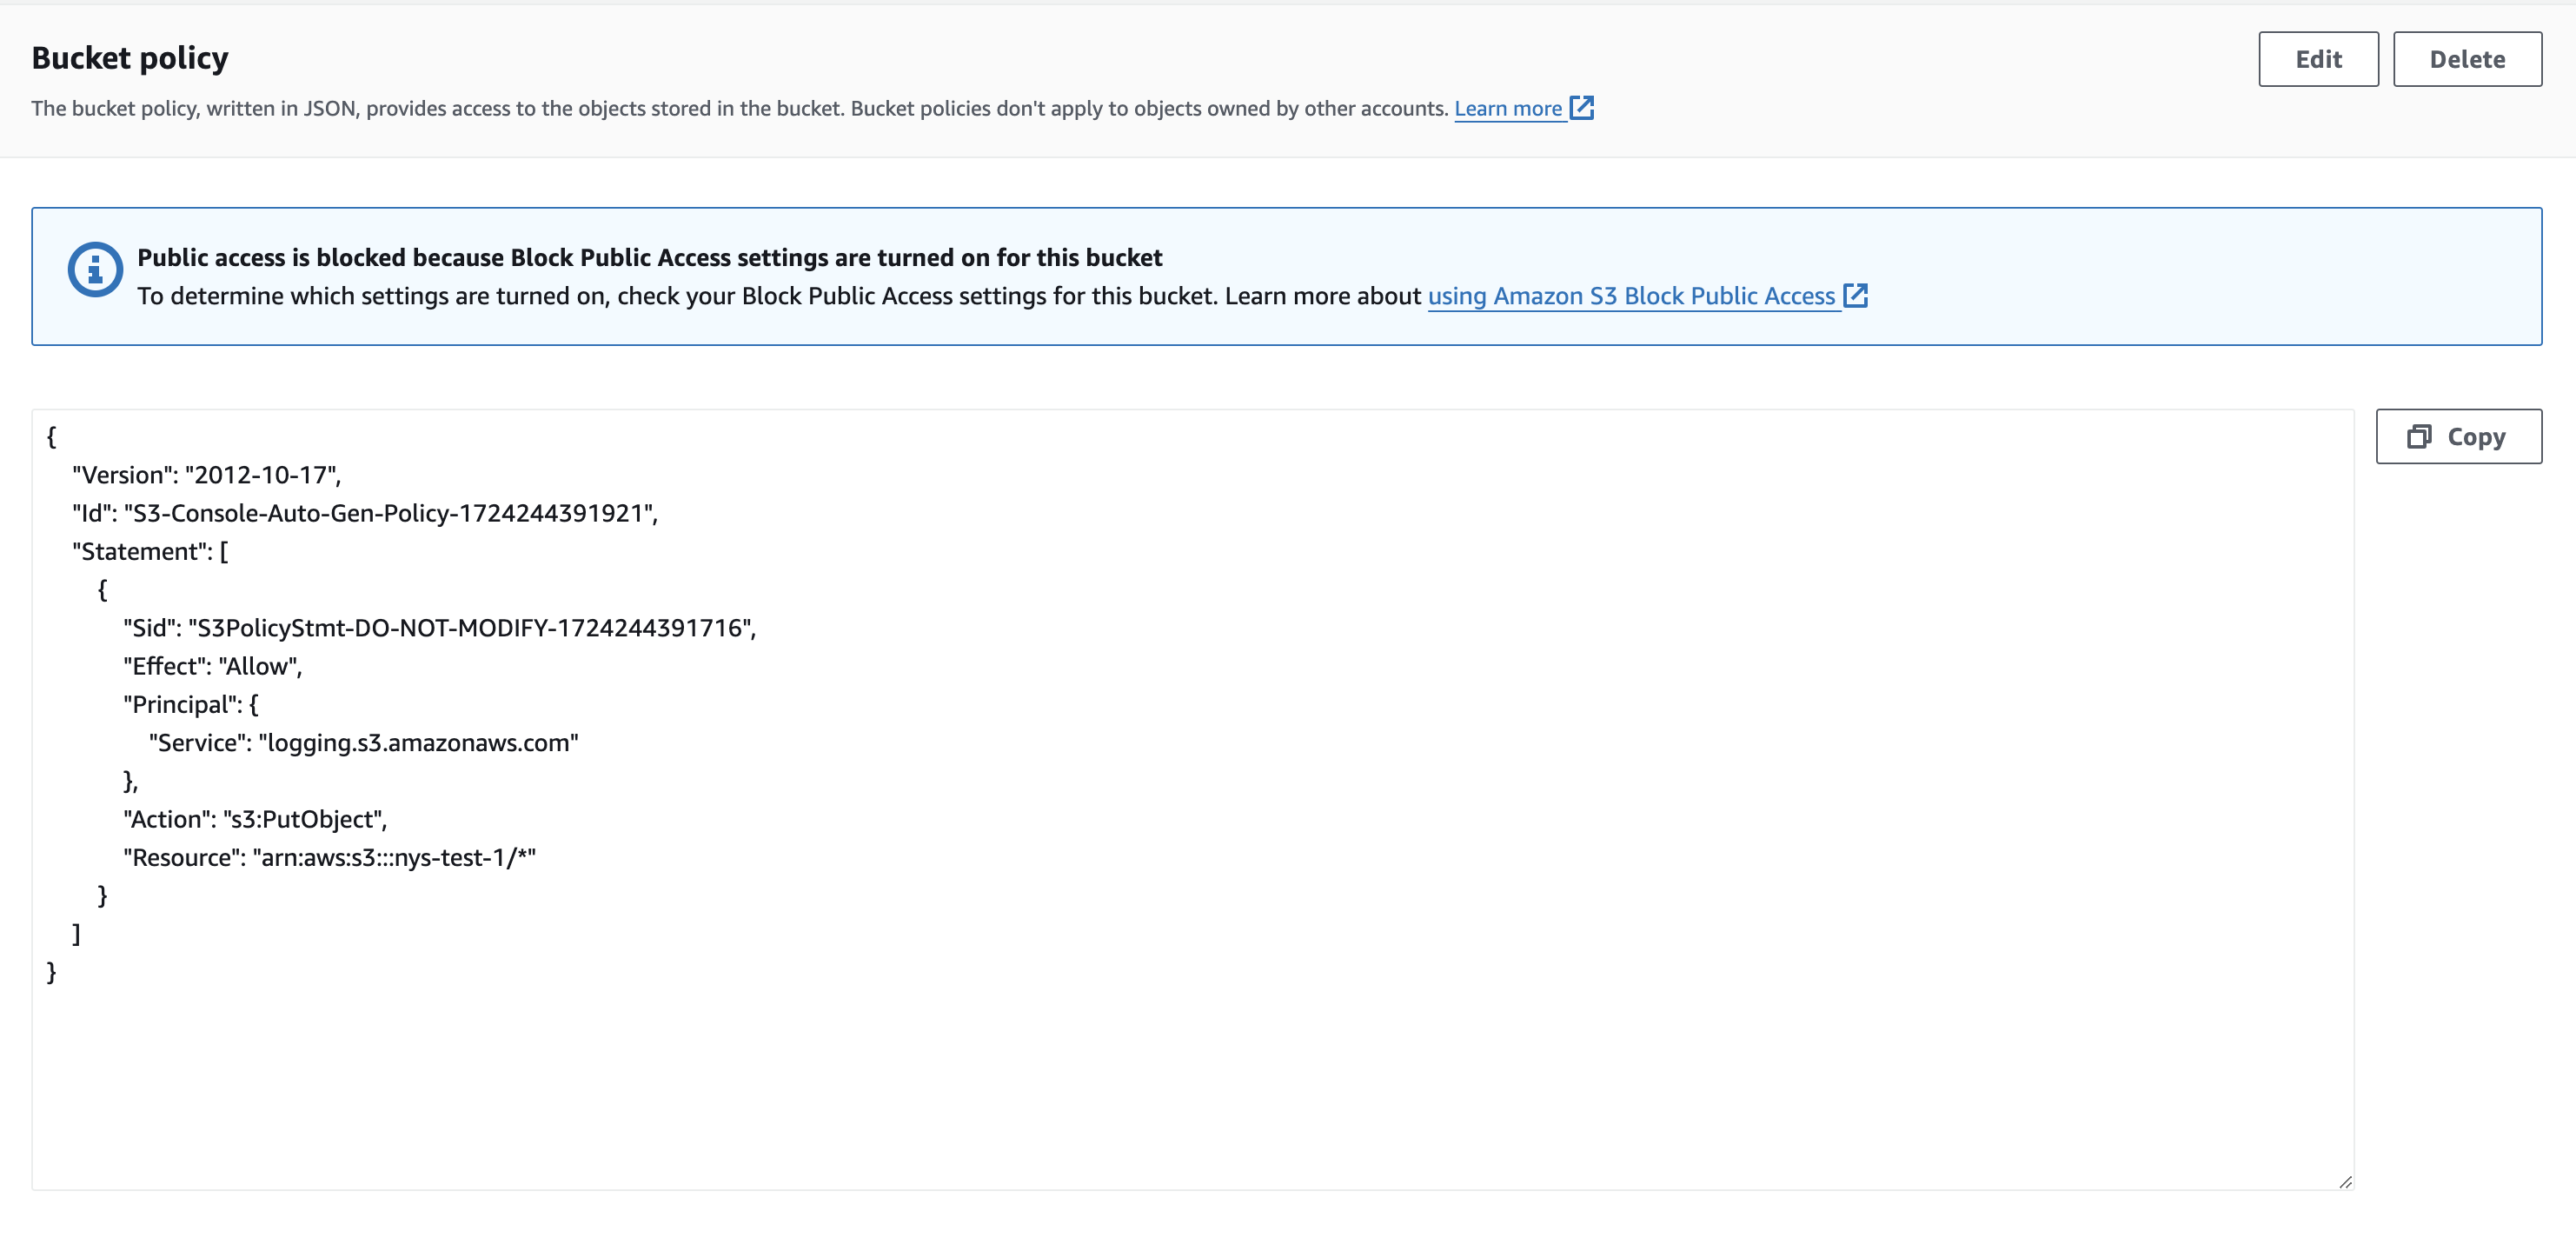 Bucket policy
Edit
Delete
The bucket policy, written in JSON, provides access to the objects stored in the bucket. Bucket policies don't apply to objects owned by other accounts. Learn more
Public access is blocked because Block Public Access settings are turned on for this bucket
To determine which settings are turned on, check your Block Public Access settings for this bucket. Learn more about using Amazon S3 Block Public Access
Copy
{
"Version": "2012-10-17",
"Id": "S3-Console-Auto-Gen-Policy-1724244391921",
"Statement": [
{
"Sid": "S3PolicyStmt-DO-NOT-MODIFY-1724244391716",
"Effect": "Allow",
"Principal": {
"Service": "logging.s3.amazonaws.com"
},
"Action": "s3:PutObject",
"Resource": "arn:aws:s3:::nys-test-1/*"
}
]
}